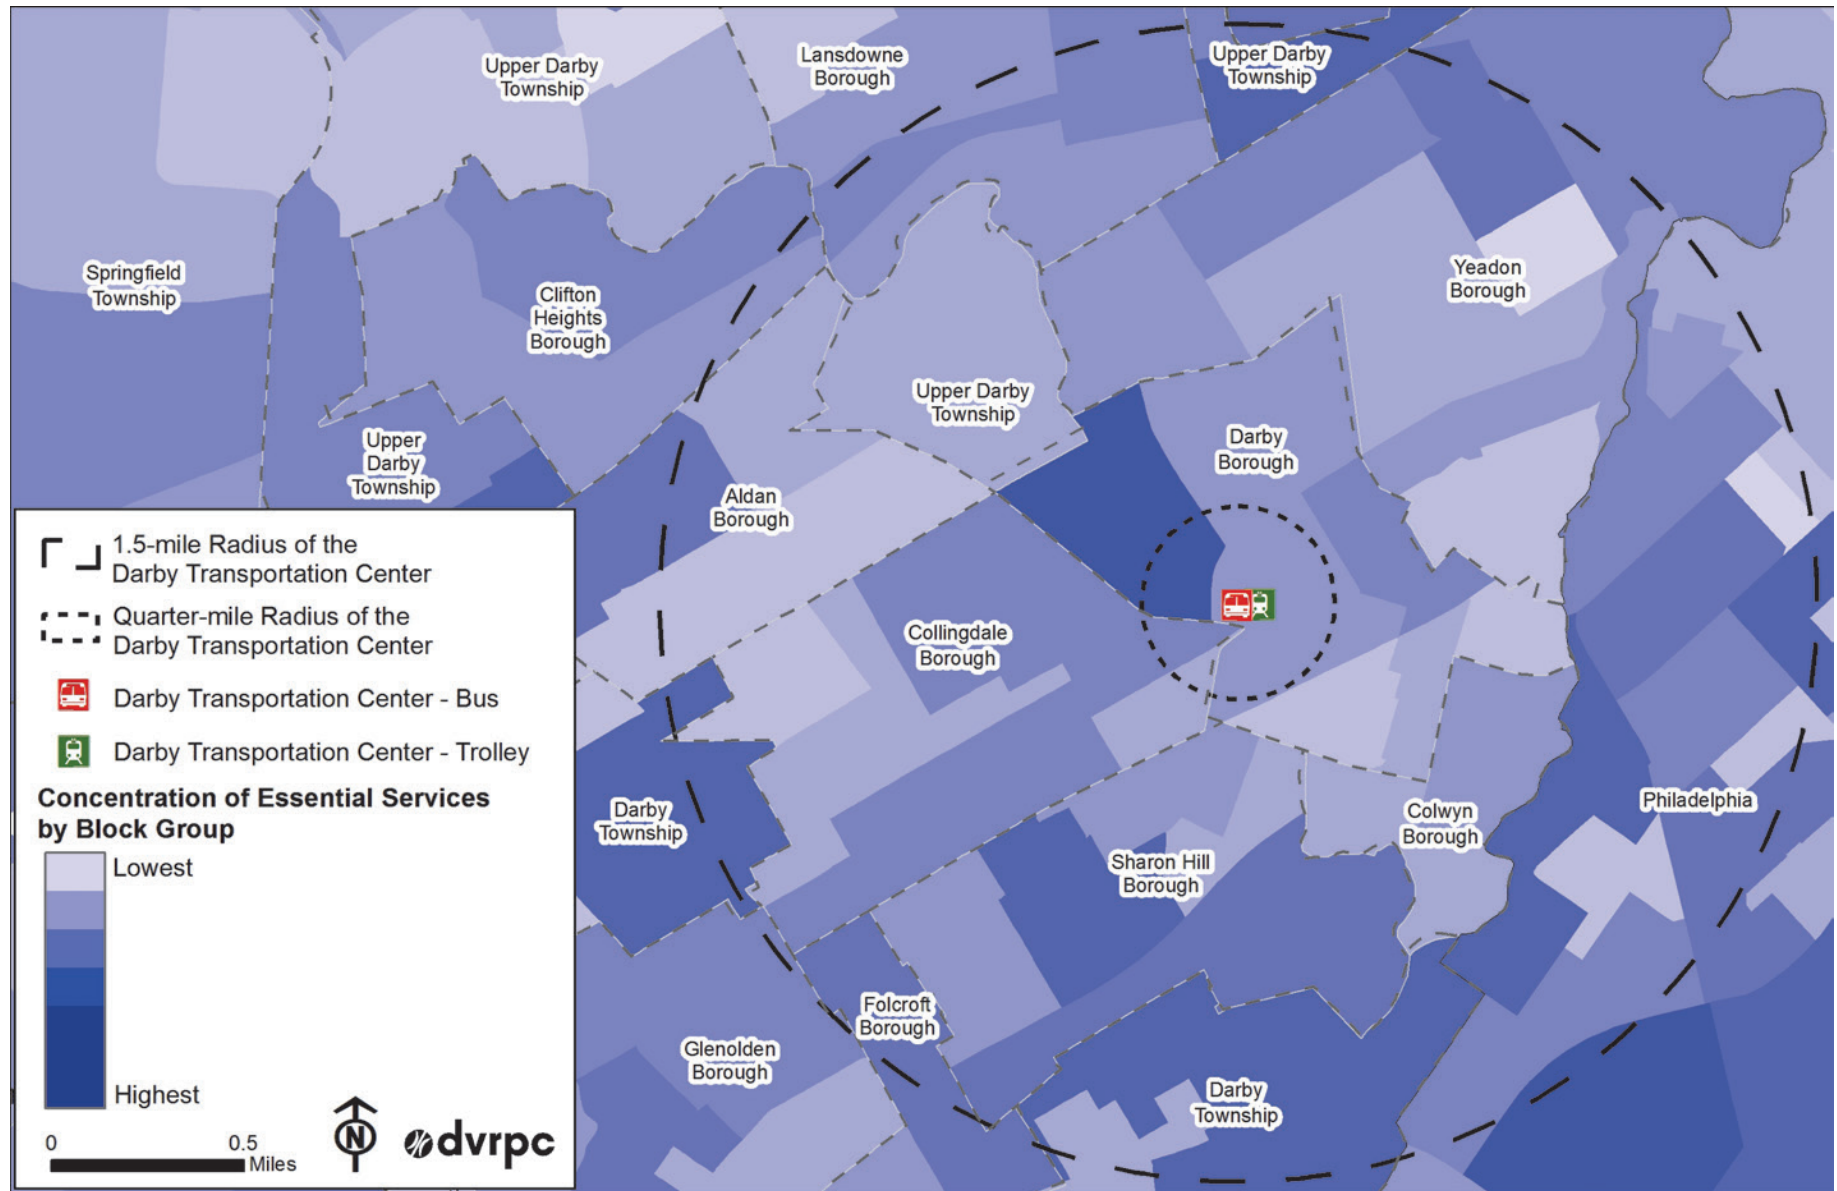 Upper Darby
Township
Lansdowne
Borough
Upper Darby
Township
Springfield
Township
Clifton
Heights
Borough
Yeadon
Borough
Upper Darby
Township
Upper
Darby
Township
Darby
Borough
Aldan
Borough
Collingdale
Borough
Darby
Township
Sharon Hill
Borough
Colwyn
Borough
Philadelphia
Folcroft
Borough
Glenolden
Borough
Darby
Township
1.5-mile Radius of the
Darby Transportation Center
Quarter-mile Radius of the
Darby Transportation Center
Darby Transportation Center - Bus
Darby Transportation Center - Trolley
Concentration of Essential Services
by Block Group
Lowest
Highest
0 0.5
Miles
N
dvrpc